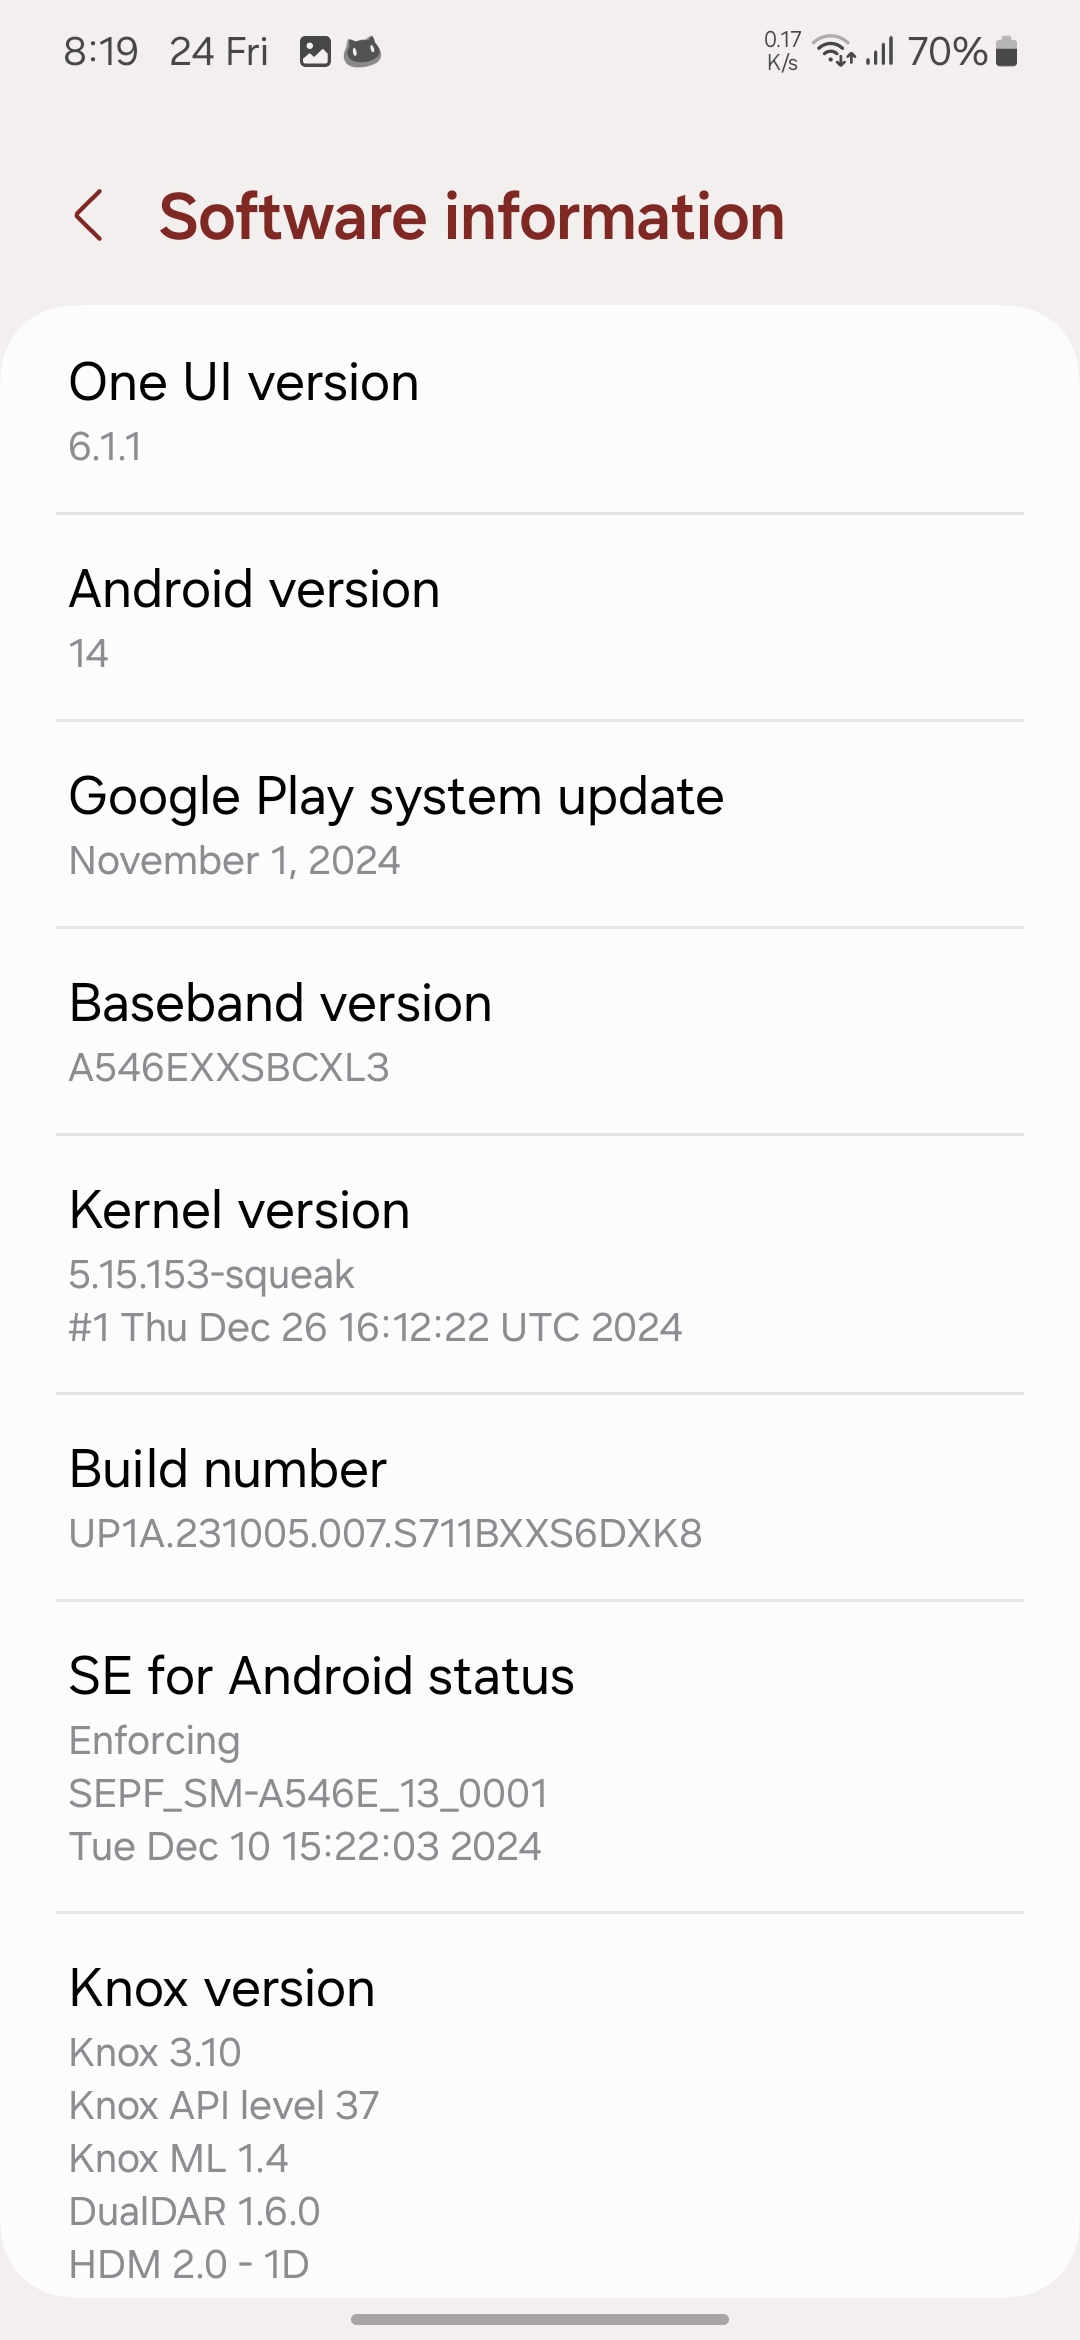 8:19 24 Fri 0.17 K/s 70%
Software information
One UI version
6.1.1
Android version
14
Google Play system update
November 1, 2024
Baseband version
A546EXXSBCXL3
Kernel version
5.15.153-squeak
#1 Thu Dec 26 16:12:22 UTC 2024
Build number
UP1A.231005.007.S711BXXS6DXK8
SE for Android status
Enforcing
SEPF_SM-A546E_13_0001
Tue Dec 10 15:22:03 2024
Knox version
Knox 3.10
Knox API level 37
Knox ML 1.4
DualDAR 1.6.0
HDM 2.0 - 1D